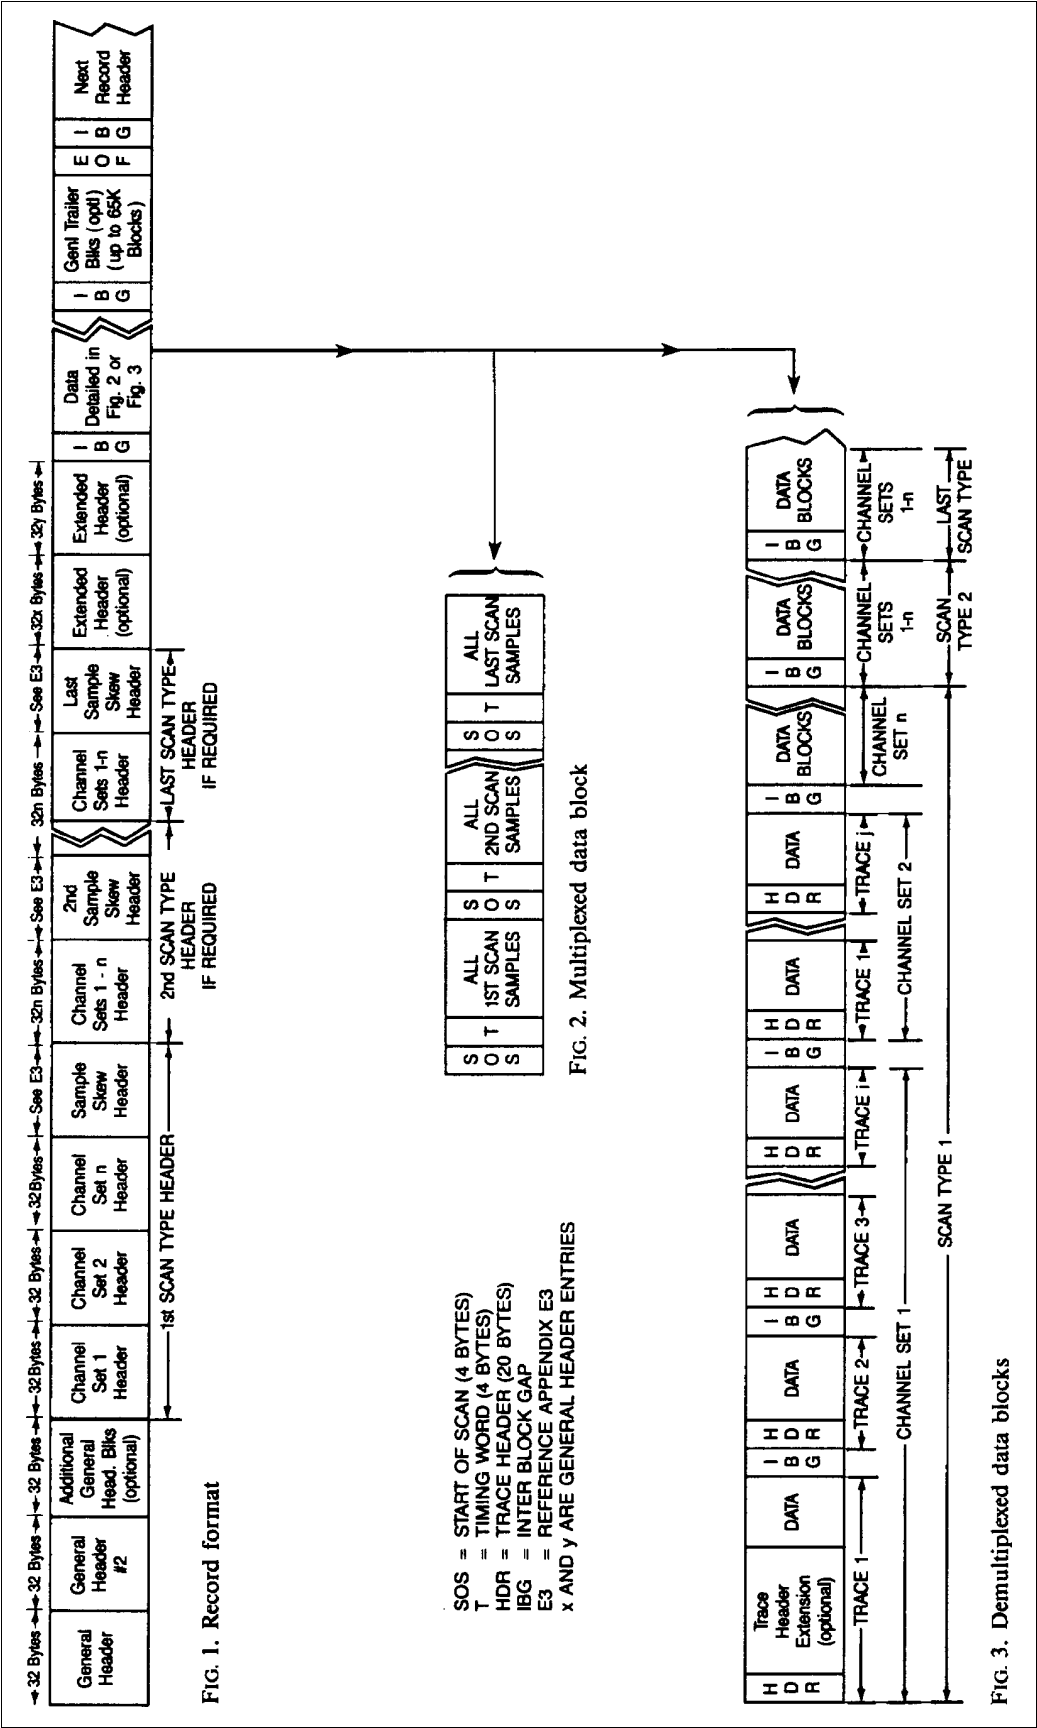 32 Bytes
32 Bytes
32 Bytes
32Bytes
32 Bytes
32Bytes
See E3
32n Bytes
See E3
32n Bytes
See E3
32x Bytes
32y Bytes
General
Header
General
Header
#2
Additional
General
Head. Blks
(optional)
Channel
Set 1
Header
Channel
Set 2
Header
Channel
Set n
Header
Sample
Skew
Header
Channel
Sets 1 - n
Header
2nd
Sample
Skew
Header
Channel
Sets 1-n
Header
Last
Sample
Skew
Header
Extended
Header
(optional)
Extended
Header
(optional)
I
B
G
Data
Detailed in
Fig. 2 or
Fig. 3
I
B
G
Genl Trailer
Blks (optl)
(up to 65K
Blocks)
E
O
F
I
B
G
Next
Record
Header
1st SCAN TYPE HEADER
2nd SCAN TYPE
HEADER
IF REQUIRED
LAST SCAN TYPE
HEADER
IF REQUIRED
FIG. 1. Record format
SOS = START OF SCAN (4 BYTES)
T = TIMING WORD (4 BYTES)
HDR = TRACE HEADER (20 BYTES)
IBG = INTER BLOCK GAP
E3 = REFERENCE APPENDIX E3
x AND y ARE GENERAL HEADER ENTRIES
S
O
S
T
ALL
1ST SCAN
SAMPLES
S
O
S
T
ALL
2ND SCAN
SAMPLES
S
O
S
T
ALL
LAST SCAN
SAMPLES
FIG. 2. Multiplexed data block
H
D
R
Trace
Header
Extension
(optional)
DATA
I
B
G
H
D
R
DATA
I
B
G
H
D
R
DATA
H
D
R
DATA
I
B
G
H
D
R
DATA
H
D
R
DATA
I
B
G
DATA
BLOCKS
I
B
G
DATA
BLOCKS
I
B
G
DATA
BLOCKS
TRACE 1
TRACE 2
TRACE 3
TRACE i
TRACE 1
TRACE j
CHANNEL
SET n
CHANNEL
SETS
1-n
CHANNEL
SETS
1-n
CHANNEL SET 1
CHANNEL SET 2
SCAN TYPE 1
SCAN
TYPE 2
LAST
SCAN TYPE
FIG. 3. Demultiplexed data blocks